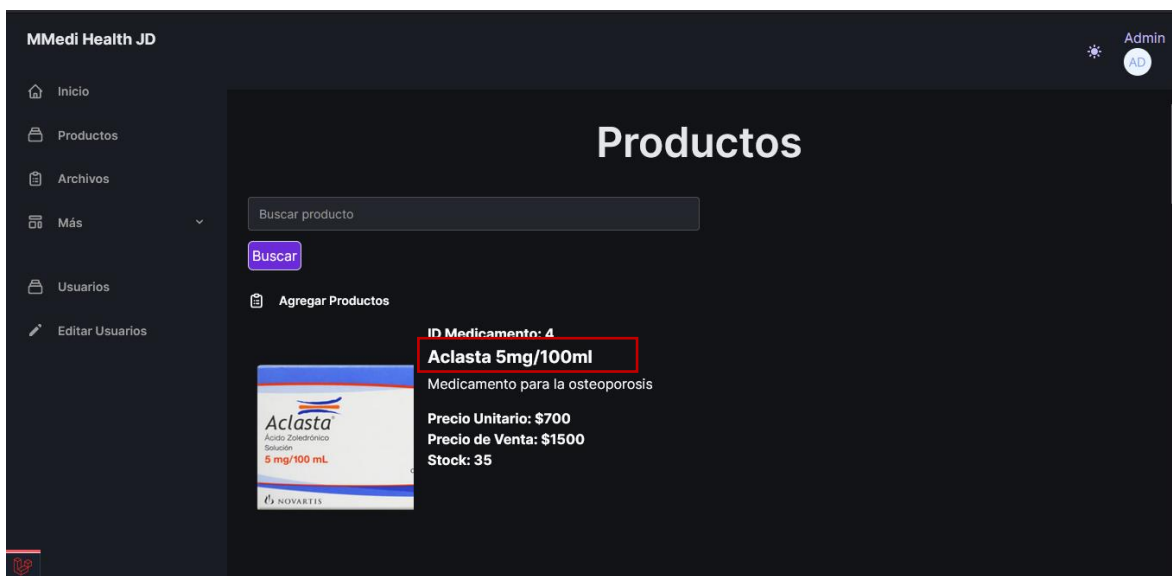 MMedi Health JD
Admin
AD
Inicio
Productos
Archivos
Más
Usuarios
Editar Usuarios
Productos
Buscar producto
Buscar
Agregar Productos
ID Medicamento: 4
Aclasta 5mg/100ml
Medicamento para la osteoporosis
Precio Unitario: $700
Precio de Venta: $1500
Stock: 35
Aclasta
Ácido Zoledrónico
Solución
5 mg/100 mL
NOVARTIS